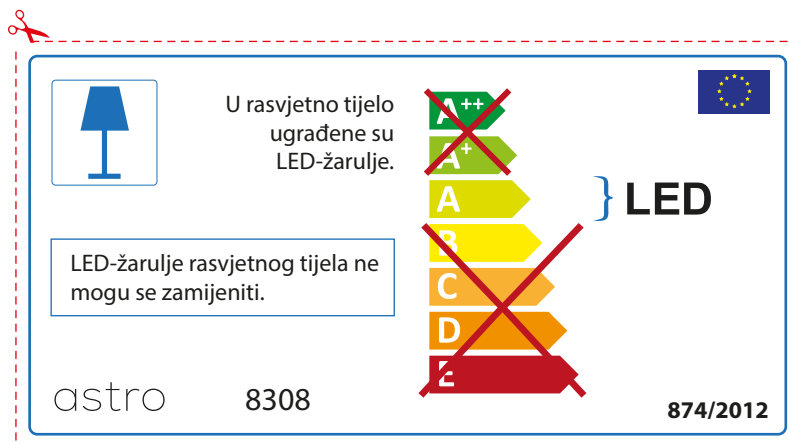 U rasvjetno tijelo
ugrađene su
LED-žarulje.
A++
A+
A
B
C
D
E
LED
LED-žarulje rasvjetnog tijela ne
mogu se zamijeniti.
astro
8308
874/2012